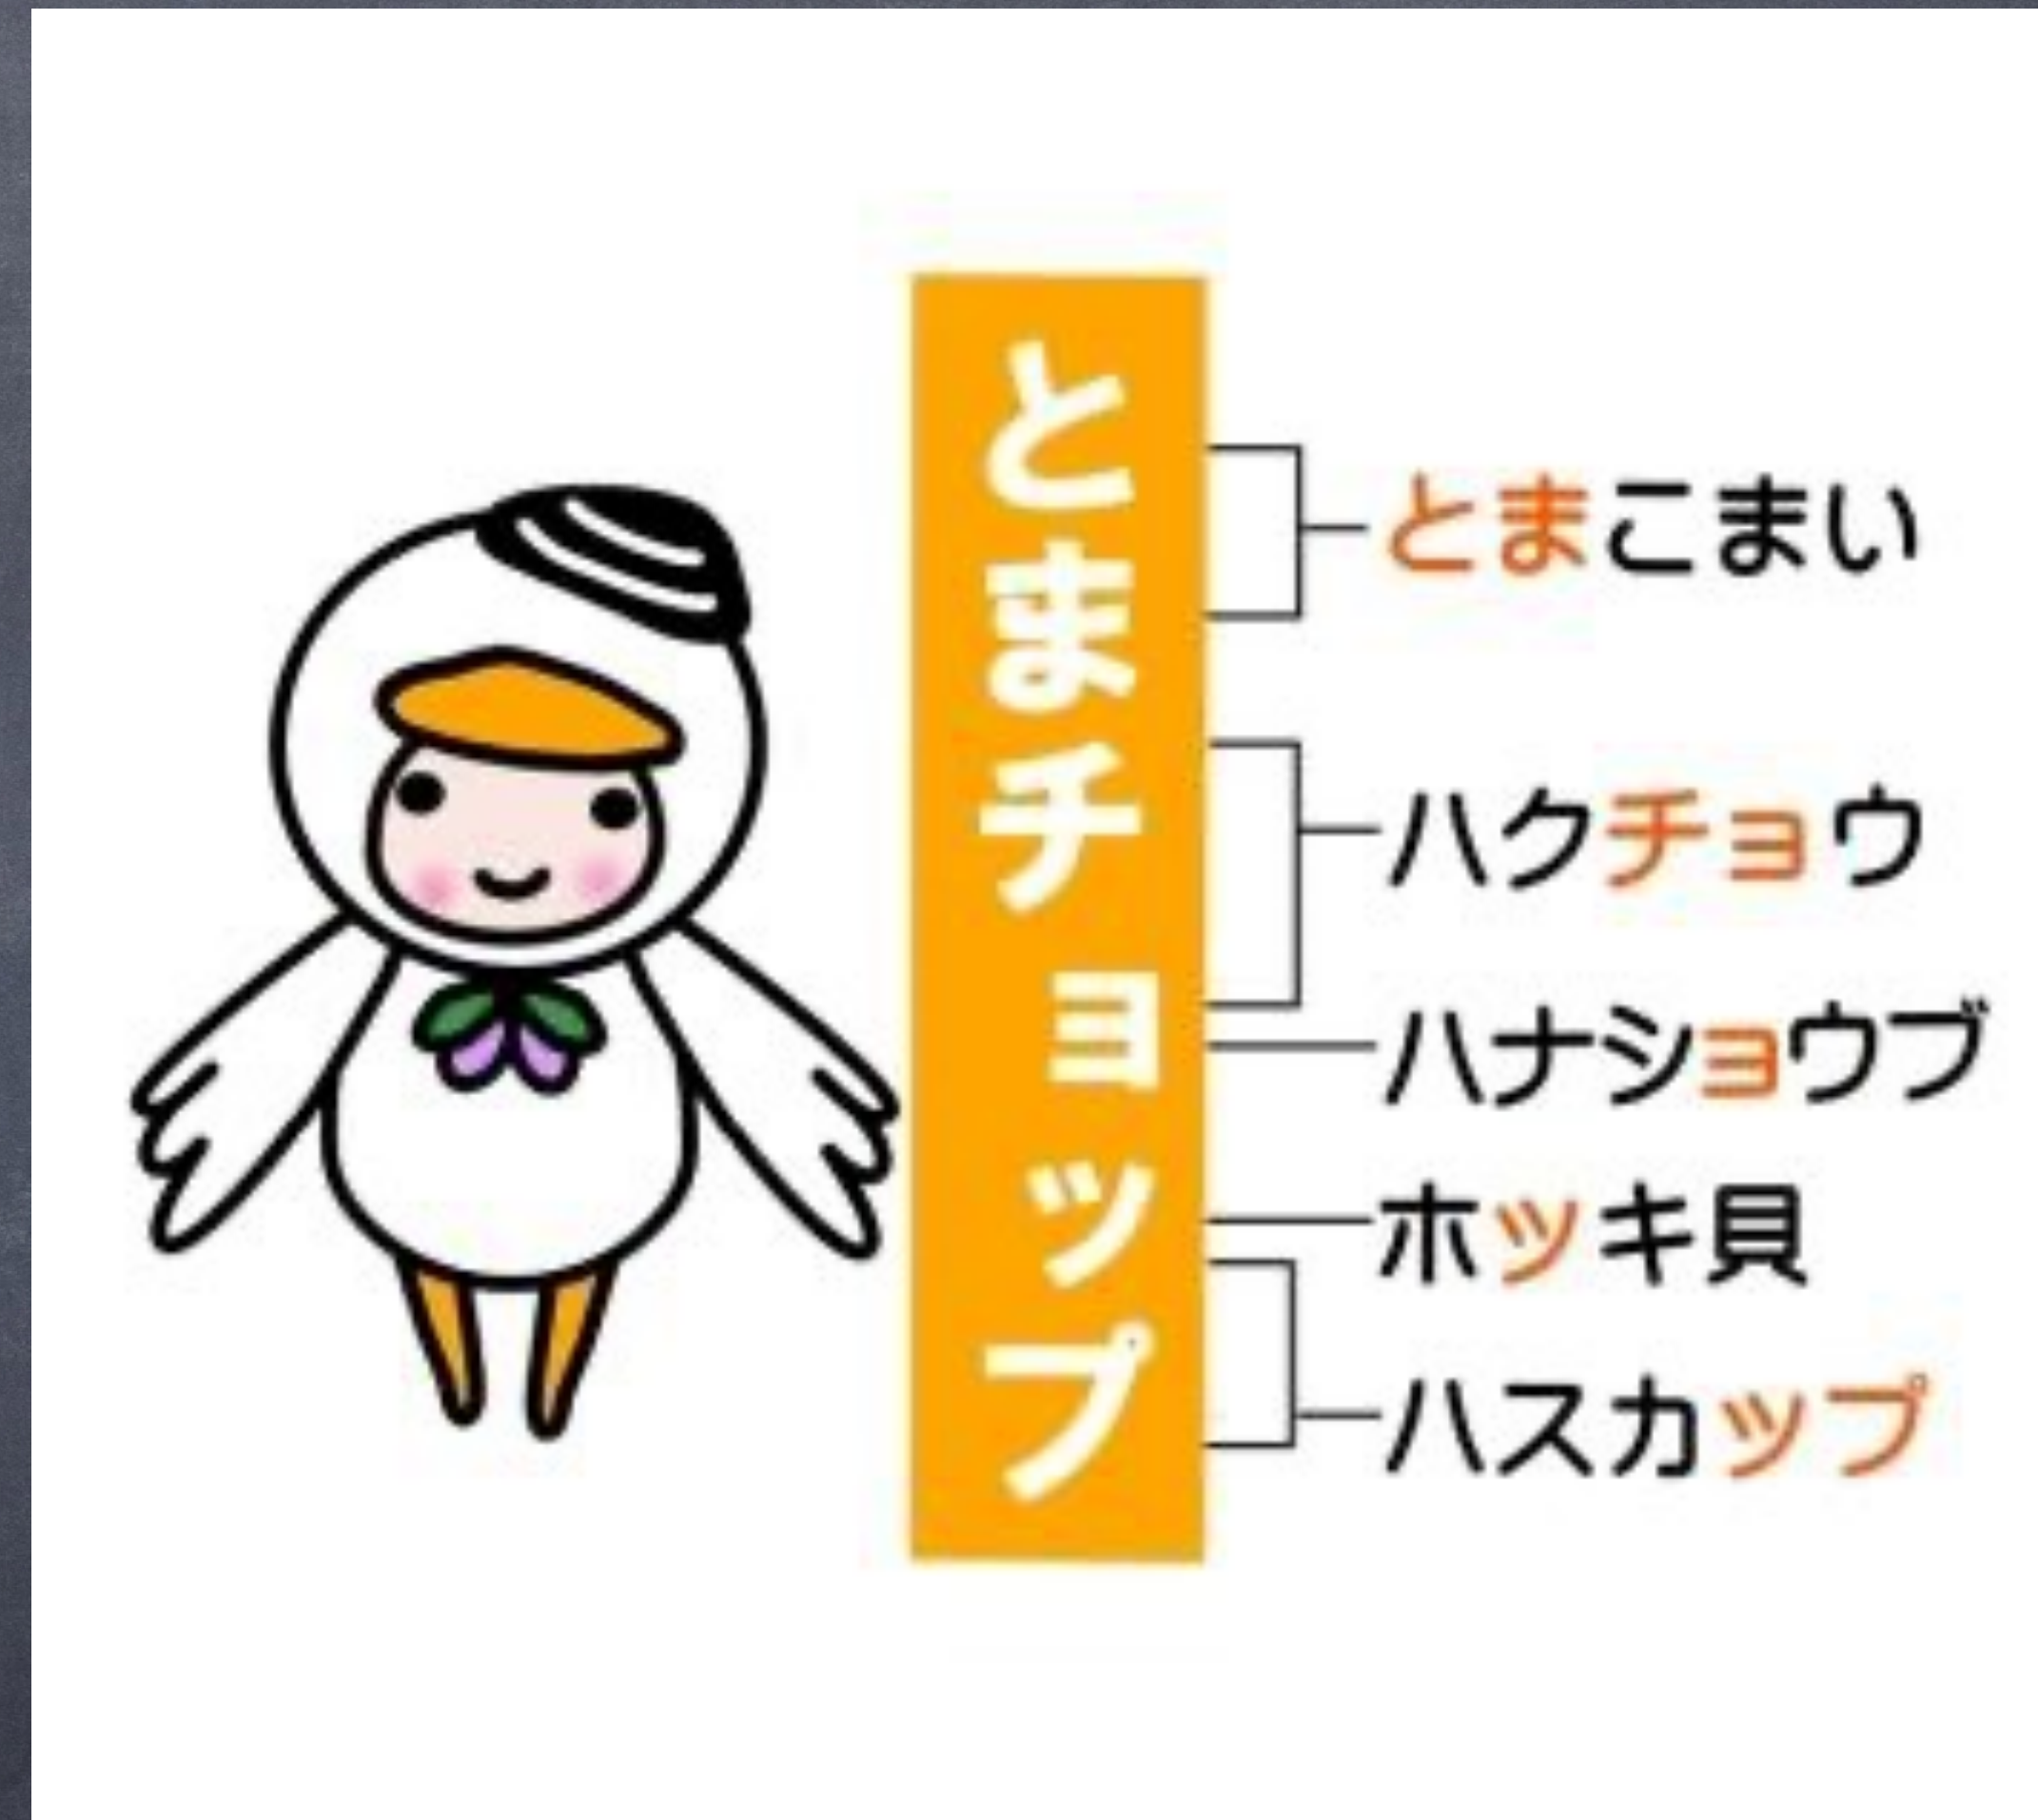 とまチョップ
とまこまい
ハクチョウ
ハナショウブ
ホッキ貝
ハスカップ